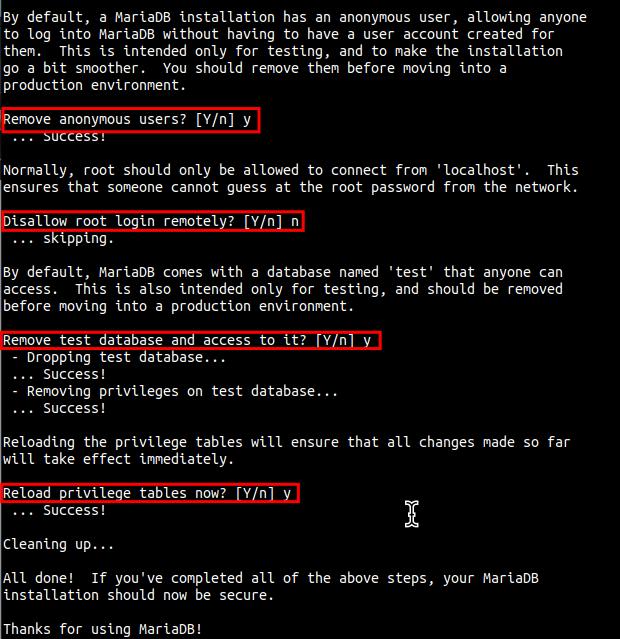 By default, a MariaDB installation has an anonymous user, allowing anyone
to log into MariaDB without having to have a user account created for
them.  This is intended only for testing, and to make the installation
go a bit smoother.  You should remove them before moving into a
production environment.
Remove anonymous users? [Y/n] y
 ... Success!
Normally, root should only be allowed to connect from 'localhost'.  This
ensures that someone cannot guess at the root password from the network.
Disallow root login remotely? [Y/n] n
 ... skipping.
By default, MariaDB comes with a database named 'test' that anyone can
access.  This is also intended only for testing, and should be removed
before moving into a production environment.
Remove test database and access to it? [Y/n] y
 - Dropping test database...
 ... Success!
 - Removing privileges on test database...
 ... Success!
Reloading the privilege tables will ensure that all changes made so far
will take effect immediately.
Reload privilege tables now? [Y/n] y
 ... Success!
Cleaning up...
All done!  If you've completed all of the above steps, your MariaDB
installation should now be secure.
Thanks for using MariaDB!